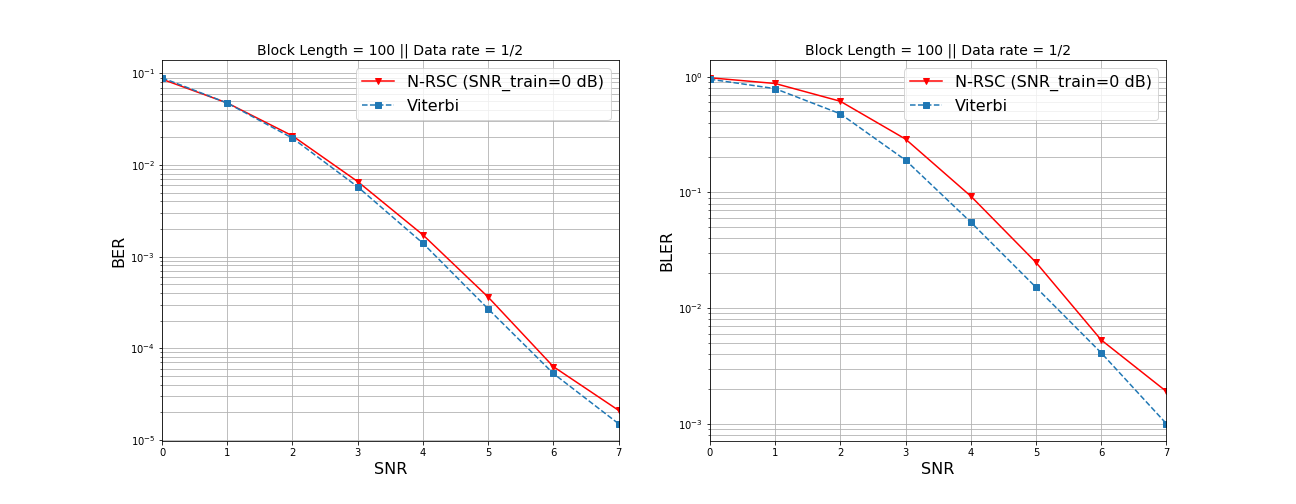 Block Length = 100 || Data rate = 1/2
N-RSC (SNR_train=0 dB)
Viterbi
10⁻¹
10⁻²
10⁻³
10⁻⁴
10⁻⁵
BER
0 1 2 3 4 5 6 7
SNR
Block Length = 100 || Data rate = 1/2
N-RSC (SNR_train=0 dB)
Viterbi
10⁰
10⁻¹
10⁻²
10⁻³
BLER
0 1 2 3 4 5 6 7
SNR